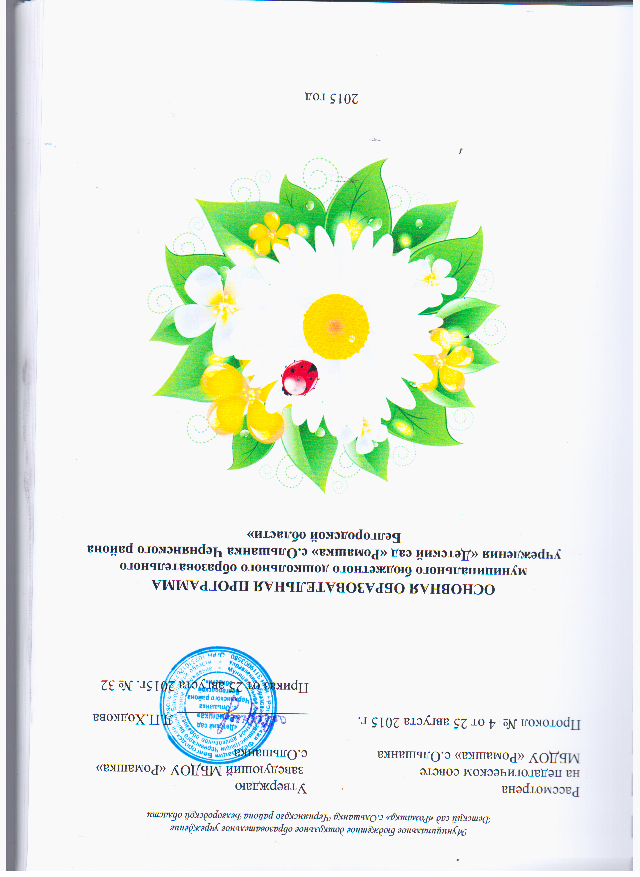 Муниципальное бюджетное дошкольное образовательное учреждение
Детский сад «Ромашка» с.Ольшанка Чернянского района Белгородской области
Рассмотрена
на педагогическом совете
МБДОУ «Ромашка» с.Ольшанка
Протокол № 4 от 25 августа 2015 г.
Утверждаю
заведующий МБДОУ «Ромашка»
с.Ольшанка
Л.П.Ходкова
Приказ от 25 августа 2015г. № 32
ОСНОВНАЯ ОБРАЗОВАТЕЛЬНАЯ ПРОГРАММА
муниципального бюджетного дошкольного образовательного
учреждения «Детский сад «Ромашка» с.Ольшанка Чернянского района
Белгородской области»
2015 год